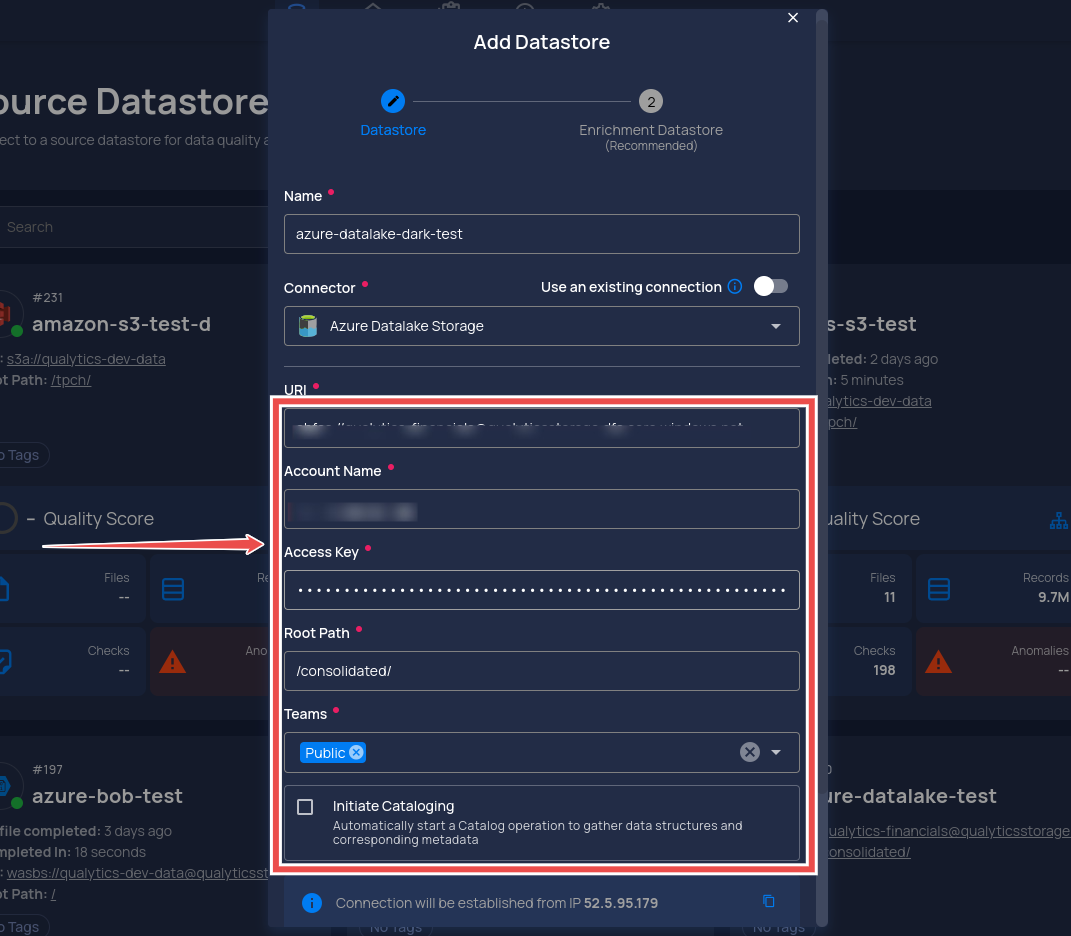 Add Datastore
2
Datastore
Enrichment Datastore
(Recommended)
ource Datastore
ect to a source datastore for data quality a
Search
Name
azure-datalake-dark-test
Connector
Use an existing connection
Azure Datalake Storage
URI
Account Name
Access Key
Root Path
/consolidated/
Teams
Public
Initiate Cataloging
Automatically start a Catalog operation to gather data structures and
corresponding metadata
Connection will be established from IP 52.5.95.179
#231
amazon-s3-test-d
: s3a://qualytics-dev-data
ot Path: /tpch/
o Tags
– Quality Score
Files
--
Re
Checks
--
Ano
#197
azure-bob-test
file completed: 3 days ago
mpleted In: 18 seconds
: wasbs://qualytics-dev-data@qualyticsst
ot Path: /
o Tags
No Tags
s-s3-test
leted: 2 days ago
n: 5 minutes
alytics-dev-data
pch/
uality Score
Files
11
Records
9.7M
Checks
198
Anomalies
--
0
ure-datalake-test
ualytics-financials@qualyticsstorage
onsolidated/
No Tags